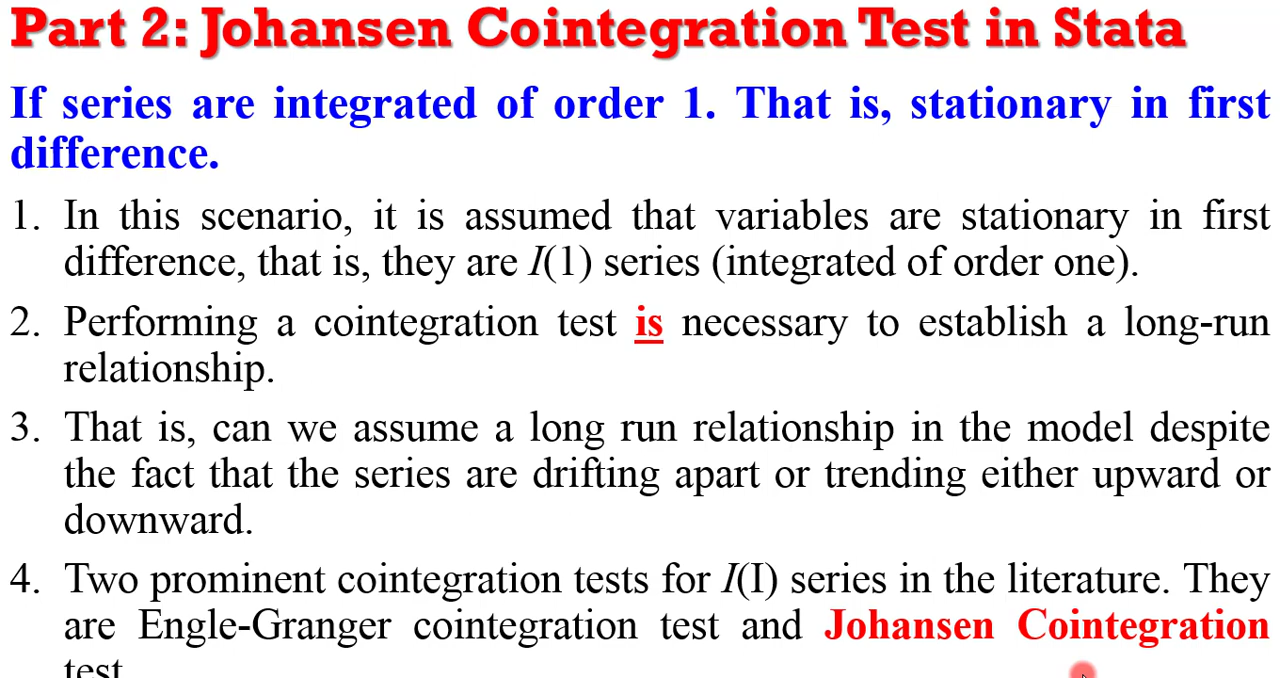 Part 2: Johansen Cointegration Test in Stata
If series are integrated of order 1. That is, stationary in first
difference.
1. In this scenario, it is assumed that variables are stationary in first
difference, that is, they are I(1) series (integrated of order one).
2. Performing a cointegration test is necessary to establish a long-run
relationship.
3. That is, can we assume a long run relationship in the model despite
the fact that the series are drifting apart or trending either upward or
downward.
4. Two prominent cointegration tests for I(I) series in the literature. They
are Engle-Granger cointegration test and Johansen Cointegration
test